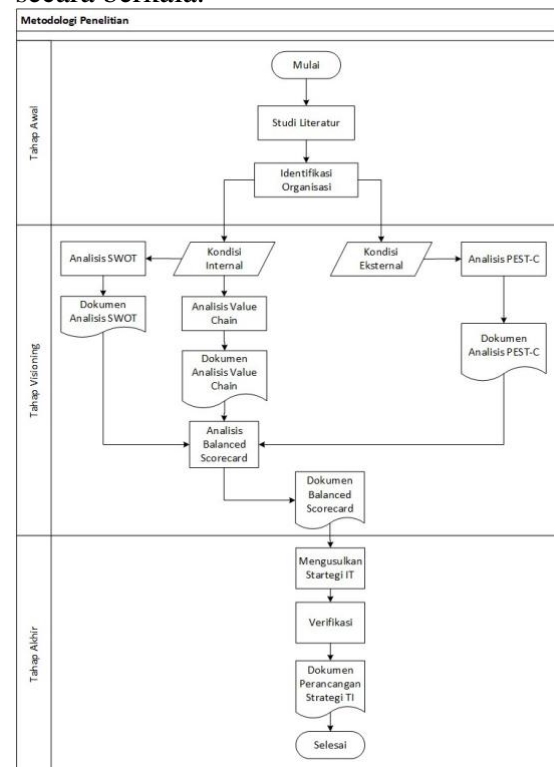 secara berkala.
Metodologi Penelitian
Tahap Awal
Mulai
Studi Literatur
Identifikasi
Organisasi
Tahap Visioning
Analisis SWOT
Kondisi
Internal
Kondisi
Eksternal
Analisis PEST-C
Dokumen
Analisis SWOT
Analisis Value
Chain
Dokumen
Analisis PEST-C
Dokumen
Analisis Value
Chain
Analisis
Balanced
Scorecard
Dokumen
Balanced
Scorecard
Tahap Akhir
Mengusulkan
Startegi IT
Verifikasi
Dokumen
Perancangan
Strategi TI
Selesai